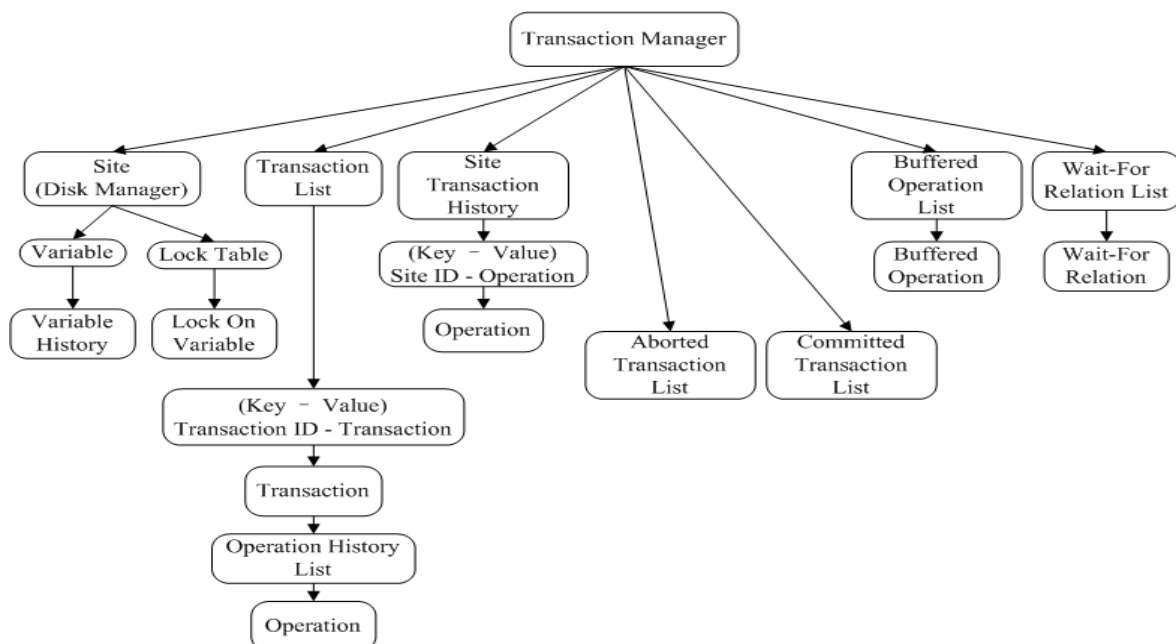 Transaction Manager
Site
(Disk Manager)
Transaction
List
Site
Transaction
History
Buffered
Operation
List
Wait-For
Relation List
Variable
Lock Table
(Key – Value)
Site ID - Operation
Buffered
Operation
Wait-For
Relation
Variable
History
Lock On
Variable
Operation
Aborted
Transaction
List
Committed
Transaction
List
(Key – Value)
Transaction ID - Transaction
Transaction
Operation History
List
Operation